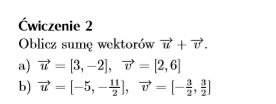 Ćwiczenie 2
Oblicz sumę wektorów u⃗ + v⃗.
a) u⃗ = [3, −2], v⃗ = [2, 6]
b) u⃗ = [−5, −11/2], v⃗ = [−3/2, 3/2]